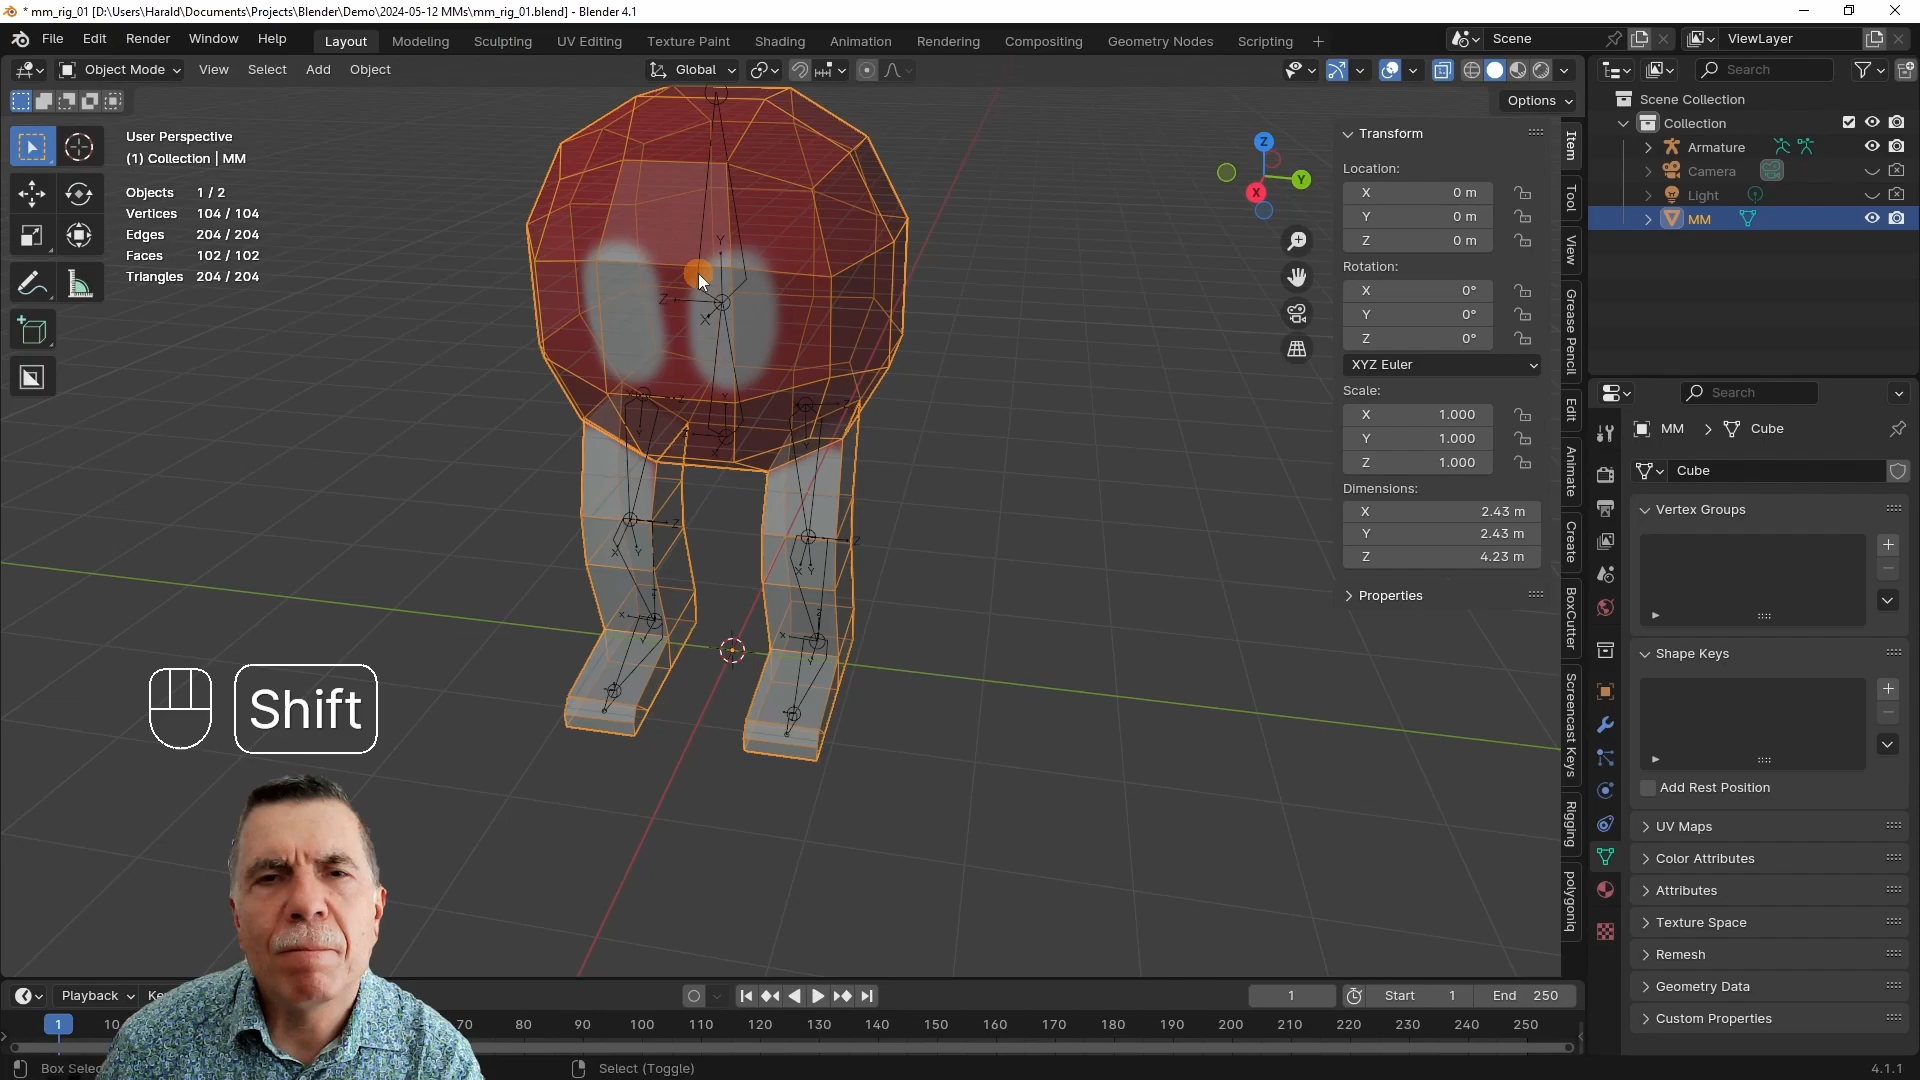 * mm_rig_01 [D:\Users\Harald\Documents\Projects\Blender\Demo\2024-05-12 MMs\mm_rig_01.blend] - Blender 4.1
File Edit Render Window Help Layout Modeling Sculpting UV Editing Texture Paint Shading Animation Rendering Compositing Geometry Nodes Scripting + Scene ViewLayer
Object Mode View Select Add Object Global Search
Options
User Perspective
(1) Collection | MM
Objects 1 / 2
Vertices 104 / 104
Edges 204 / 204
Faces 102 / 102
Triangles 204 / 204
Z
Y
X
Transform
Location:
X 0 m
Y 0 m
Z 0 m
Rotation:
X 0°
Y 0°
Z 0°
XYZ Euler
Scale:
X 1.000
Y 1.000
Z 1.000
Dimensions:
X 2.43 m
Y 2.43 m
Z 4.23 m
Properties
Item
Tool
View
Grease Pencil
Edit
Animate
Create
BoxCutter
Screencast Keys
Rigging
polygoniq
Scene Collection
Collection
Armature
Camera
Light
MM
Search
MM Cube
Cube
Vertex Groups
Shape Keys
Add Rest Position
UV Maps
Color Attributes
Attributes
Texture Space
Remesh
Geometry Data
Custom Properties
Shift
Playback 1 Start 1 End 250
1 10 70 80 90 100 110 120 130 140 150 160 170 180 190 200 210 220 230 240 250
Box Select (Toggle) 4.1.1